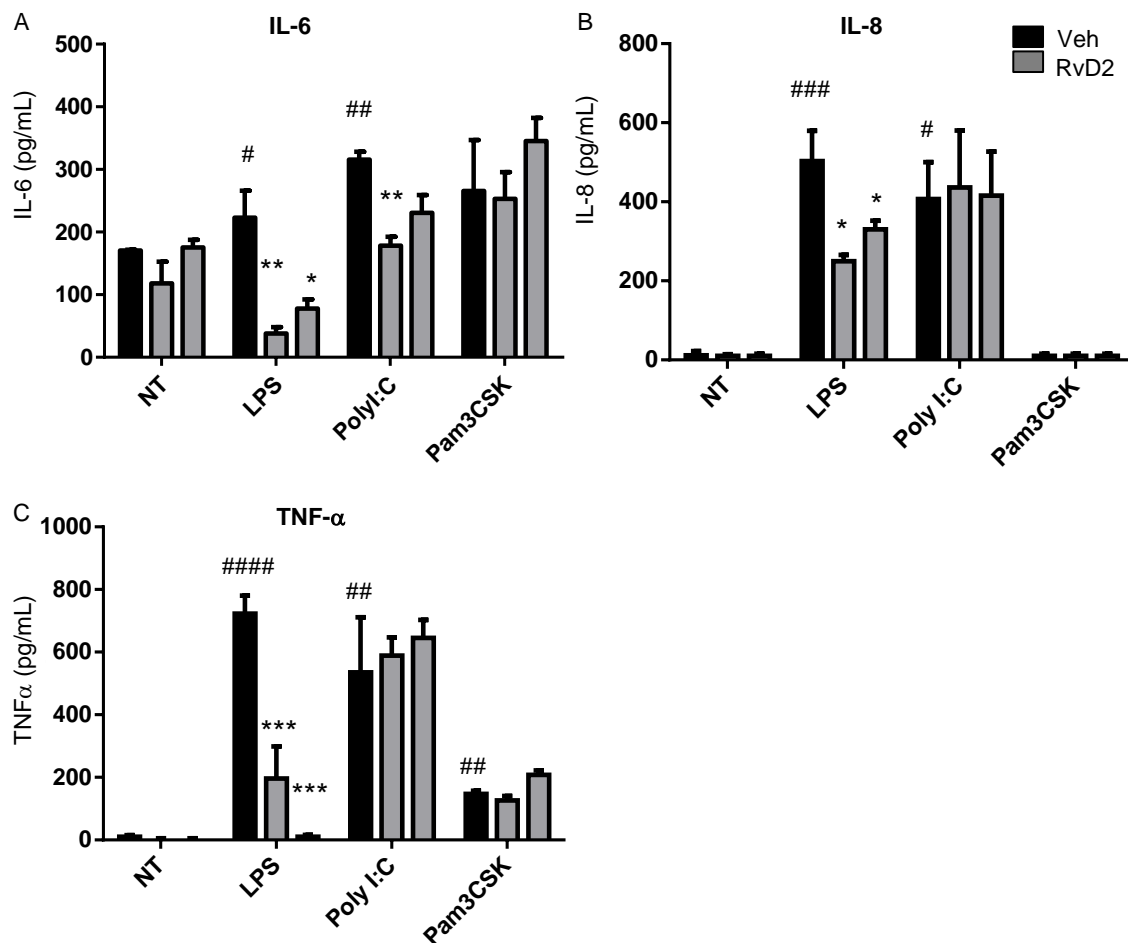 A
IL-6
IL-6 (pg/mL)
500
400
300
200
100
0
#
**
*
##
**
NT
LPS
PolyI:C
Pam3CSK
B
IL-8
Veh
RvD2
IL-8 (pg/mL)
800
600
400
200
0
###
*
*
#
NT
LPS
Poly I:C
Pam3CSK
C
TNF-α
TNFα (pg/mL)
1000
800
600
400
200
0
####
***
***
##
##
NT
LPS
Poly I:C
Pam3CSK